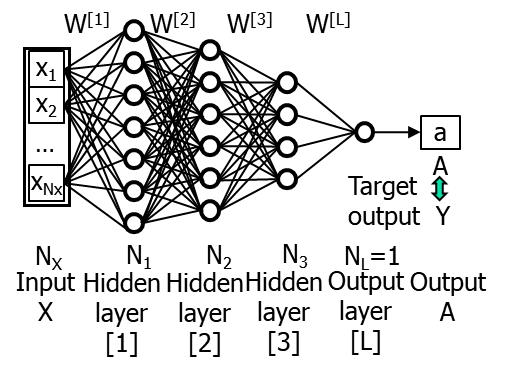 W[1] W[2] W[3] W[L]
x1
x2
...
xNx
a
A
Target
output Y
NX N1 N2 N3 NL=1
Input Hidden Hidden Hidden Output Output
X layer layer layer layer A
[1] [2] [3] [L]